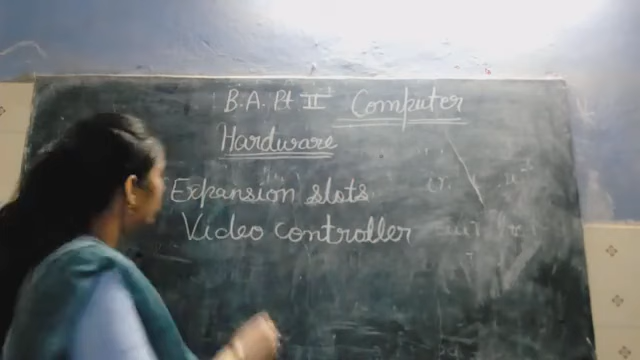 B.A. Pt II Computer
Hardware
Expansion slots
Video controller